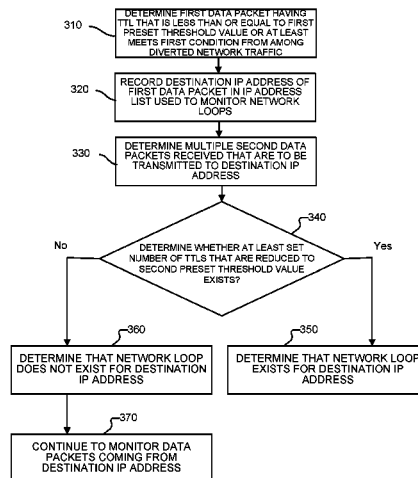 310
DETERMINE FIRST DATA PACKET HAVING
TTL THAT IS LESS THAN OR EQUAL TO FIRST
PRESET THRESHOLD VALUE OR AT LEAST
MEETS FIRST CONDITION FROM AMONG
DIVERTED NETWORK TRAFFIC
320
RECORD DESTINATION IP ADDRESS OF
FIRST DATA PACKET IN IP ADDRESS
LIST USED TO MONITOR NETWORK
LOOPS
330
DETERMINE MULTIPLE SECOND DATA
PACKETS RECEIVED THAT ARE TO BE
TRANSMITTED TO DESTINATION IP
ADDRESS
340
No
Yes
DETERMINE WHETHER AT LEAST SET
NUMBER OF TTLS THAT ARE REDUCED TO
SECOND PRESET THRESHOLD VALUE
EXISTS?
360
DETERMINE THAT NETWORK LOOP
DOES NOT EXIST FOR DESTINATION
IP ADDRESS
350
DETERMINE THAT NETWORK LOOP
EXISTS FOR DESTINATION IP
ADDRESS
370
CONTINUE TO MONITOR DATA
PACKETS COMING FROM
DESTINATION IP ADDRESS